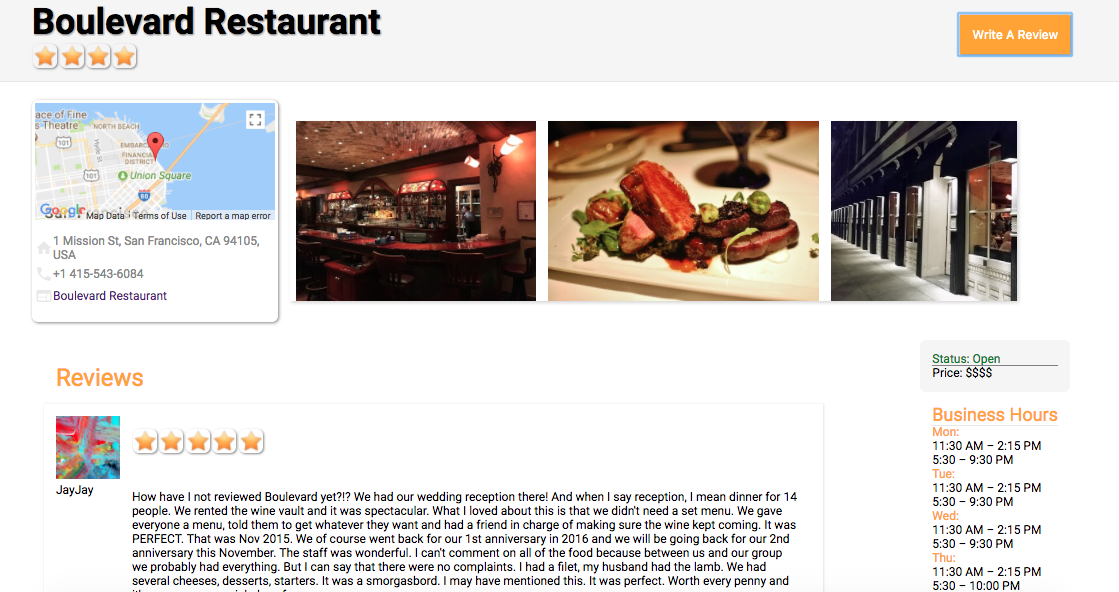 Boulevard Restaurant
Write A Review
ace of Fine
s Theatre
NORTH BEACH
101
Hyde St
EMBARC
FINANCIAL
DISTRICT
101
Union Square
80
Google
Map Data
Terms of Use
Report a map error
1 Mission St, San Francisco, CA 94105,
USA
+1 415-543-6084
Boulevard Restaurant
Status: Open
Price: $$$$
Reviews
JayJay
How have I not reviewed Boulevard yet?!? We had our wedding reception there! And when I say reception, I mean dinner for 14
people. We rented the wine vault and it was spectacular. What I loved about this is that we didn't need a set menu. We gave
everyone a menu, told them to get whatever they want and had a friend in charge of making sure the wine kept coming. It was
PERFECT. That was Nov 2015. We of course went back for our 1st anniversary in 2016 and we will be going back for our 2nd
anniversary this November. The staff was wonderful. I can't comment on all of the food because between us and our group
we probably had everything. But I can say that there were no complaints. I had a filet, my husband had the lamb. We had
several cheeses, desserts, starters. It was a smorgasbord. I may have mentioned this. It was perfect. Worth every penny and
Business Hours
Mon:
11:30 AM – 2:15 PM
5:30 – 9:30 PM
Tue:
11:30 AM – 2:15 PM
5:30 – 9:30 PM
Wed:
11:30 AM – 2:15 PM
5:30 – 9:30 PM
Thu:
11:30 AM – 2:15 PM
5:30 – 10:00 PM